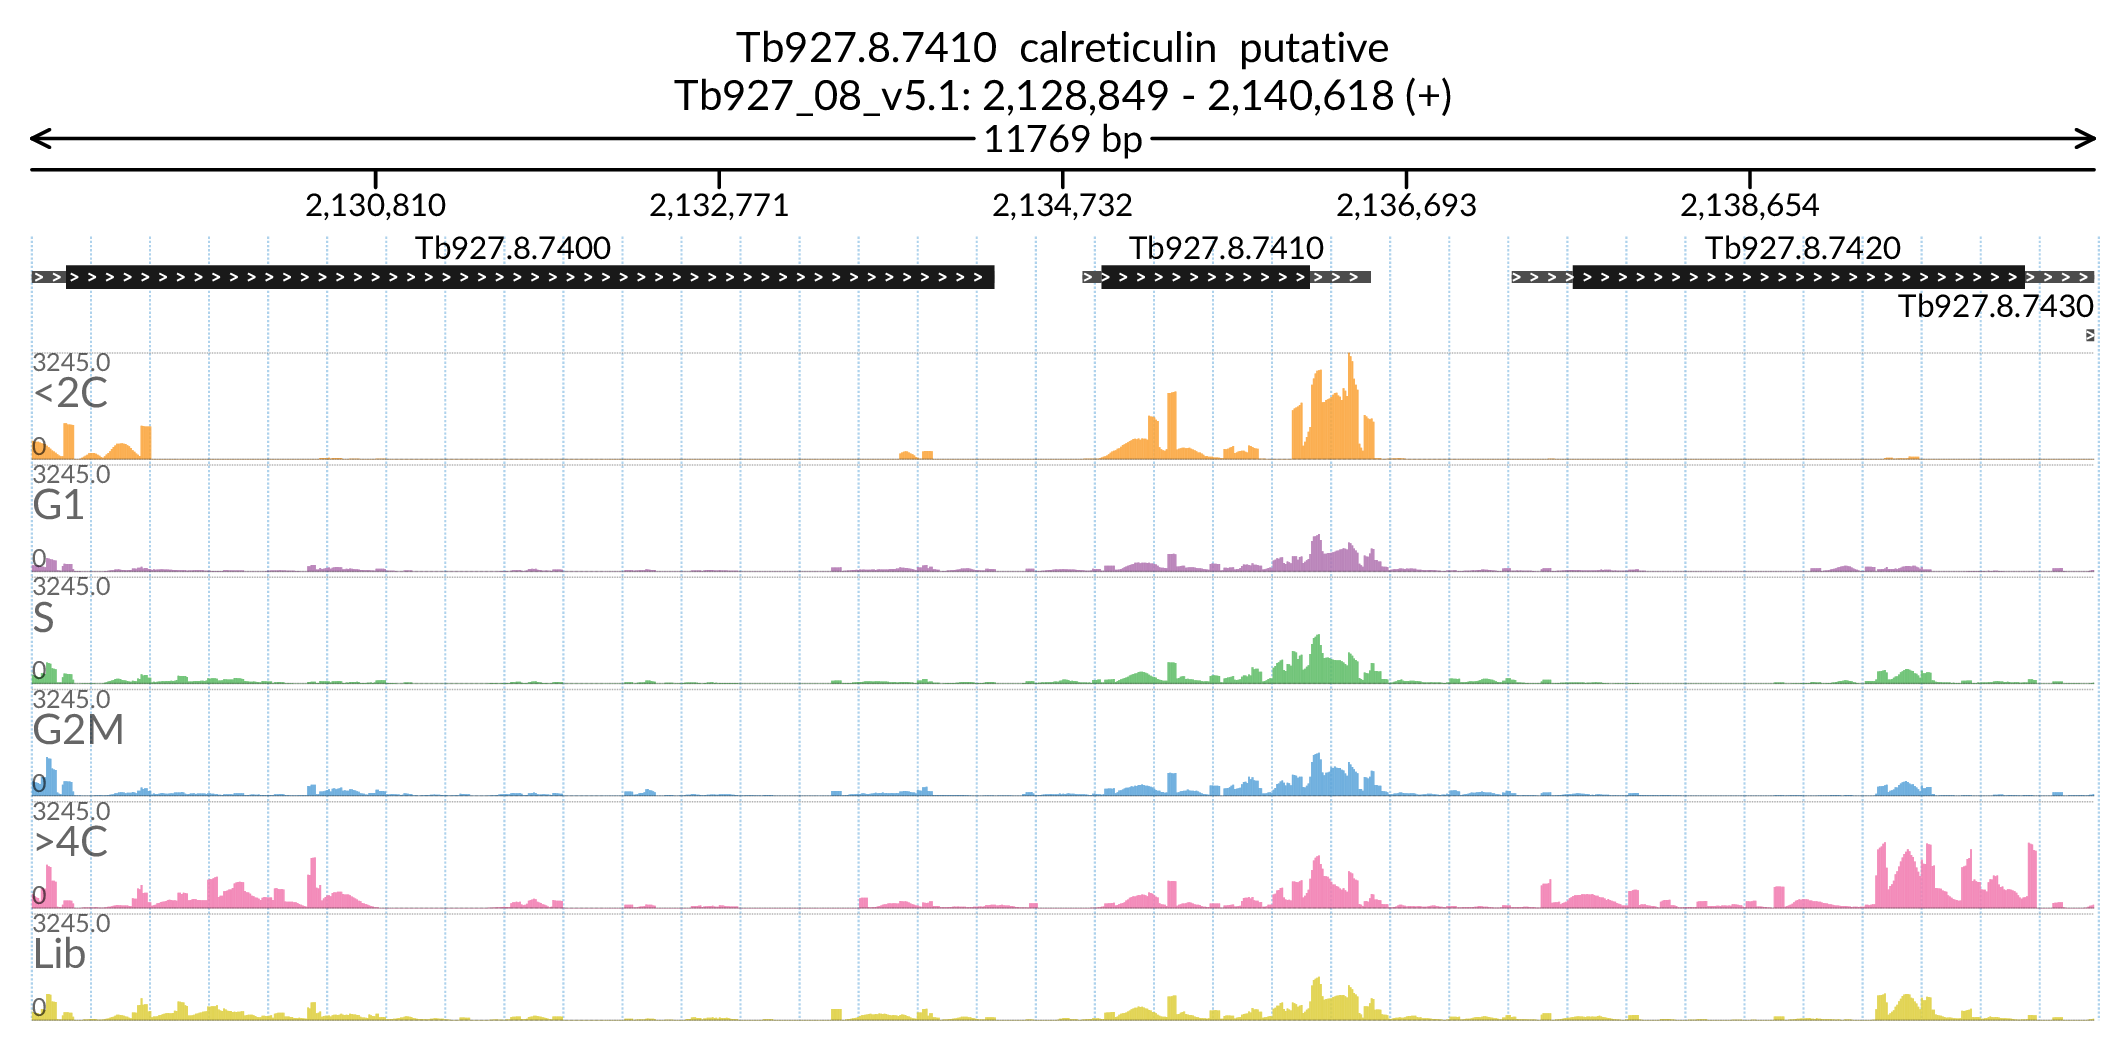 Tb927.8.7410 calreticulin putative
Tb927_08_v5.1: 2,128,849 - 2,140,618 (+)
11769 bp
2,130,810 2,132,771 2,134,732 2,136,693 2,138,654
Tb927.8.7400 Tb927.8.7410 Tb927.8.7420
Tb927.8.7430
3245.0
<2C
0
3245.0
G1
0
3245.0
S
0
3245.0
G2M
0
3245.0
>4C
0
3245.0
Lib
0